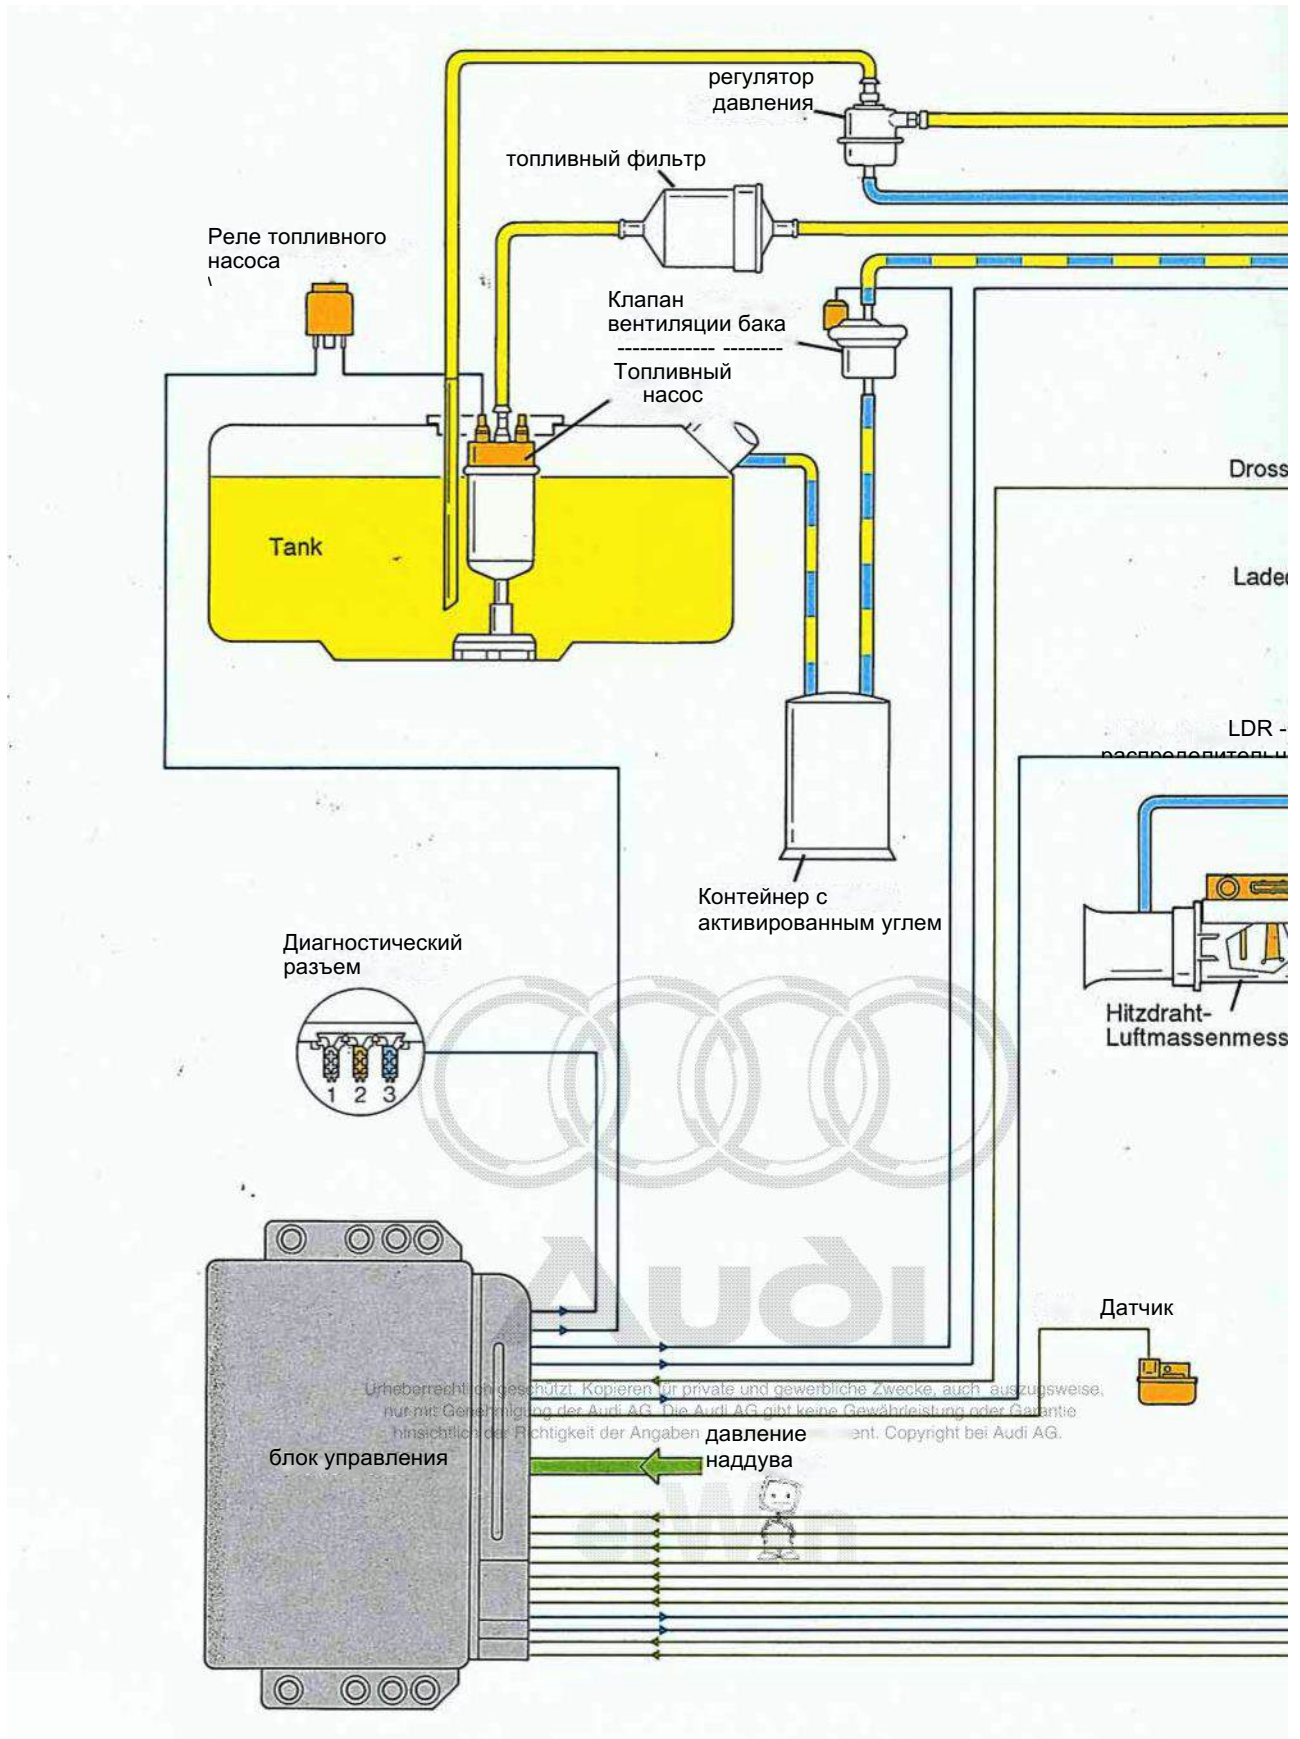 регулятор
давления
топливный фильтр
Реле топливного
насоса
\
Клапан
вентиляции бака
------------- --------
Топливный
насос
Tank
Dross
Lade
LDR -
распределительн
Контейнер с
активированным углем
Диагностический
разъем
Hitzdraht-
Luftmassenmess
1 2 3
Audi
Датчик
Urheberrechtlich geschützt. Kopieren für private und gewerbliche Zwecke, auch auszugsweise,
nur mit Genehmigung der Audi AG. Die Audi AG gibt keine Gewährleistung oder Garantie
hinsichtlich der Richtigkeit der Angaben ent. Copyright bei Audi AG.
давление
наддува
блок управления
erWin